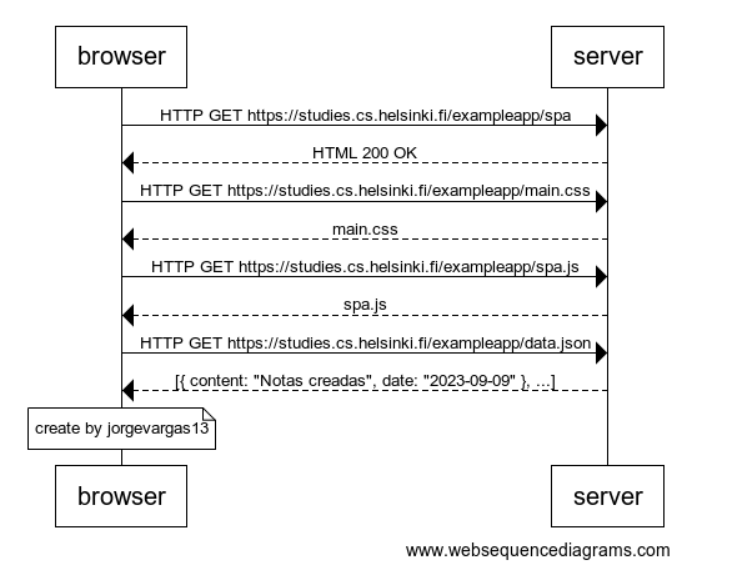 browser server
HTTP GET https://studies.cs.helsinki.fi/exampleapp/spa
HTML 200 OK
HTTP GET https://studies.cs.helsinki.fi/exampleapp/main.css
main.css
HTTP GET https://studies.cs.helsinki.fi/exampleapp/spa.js
spa.js
HTTP GET https://studies.cs.helsinki.fi/exampleapp/data.json
[{ content: "Notas creadas", date: "2023-09-09" }, ...]
create by jorgevargas13
browser server
www.websequencediagrams.com